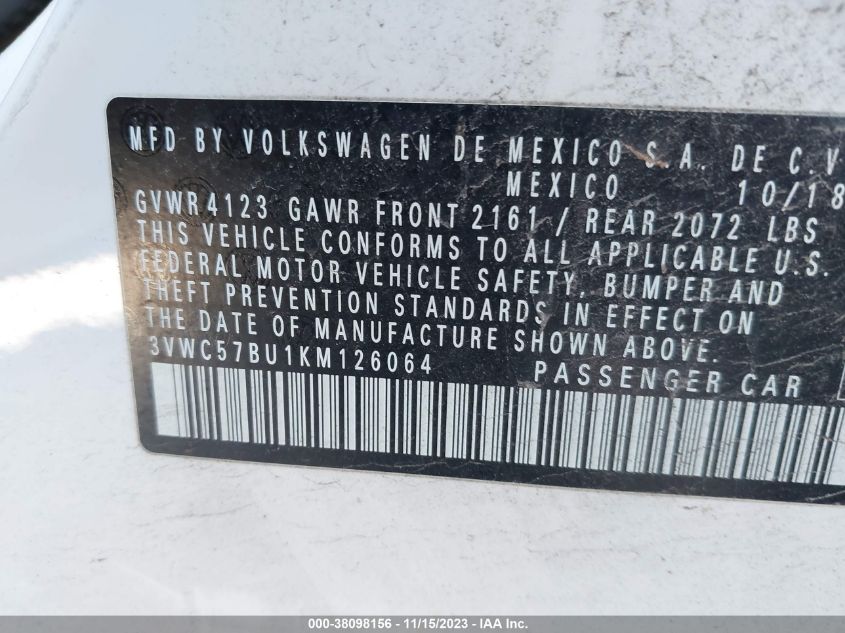 MFD BY VOLKSWAGEN DE MEXICO S.A. DE C.V
MEXICO 10/18
GVWR 4123 GAWR FRONT 2161 / REAR 2072 LBS
THIS VEHICLE CONFORMS TO ALL APPLICABLE U.S.
FEDERAL MOTOR VEHICLE SAFETY, BUMPER AND
THEFT PREVENTION STANDARDS IN EFFECT ON
THE DATE OF MANUFACTURE SHOWN ABOVE.
3VWC57BU1KM126064 PASSENGER CAR
000-38098156 - 11/15/2023 - IAA Inc.